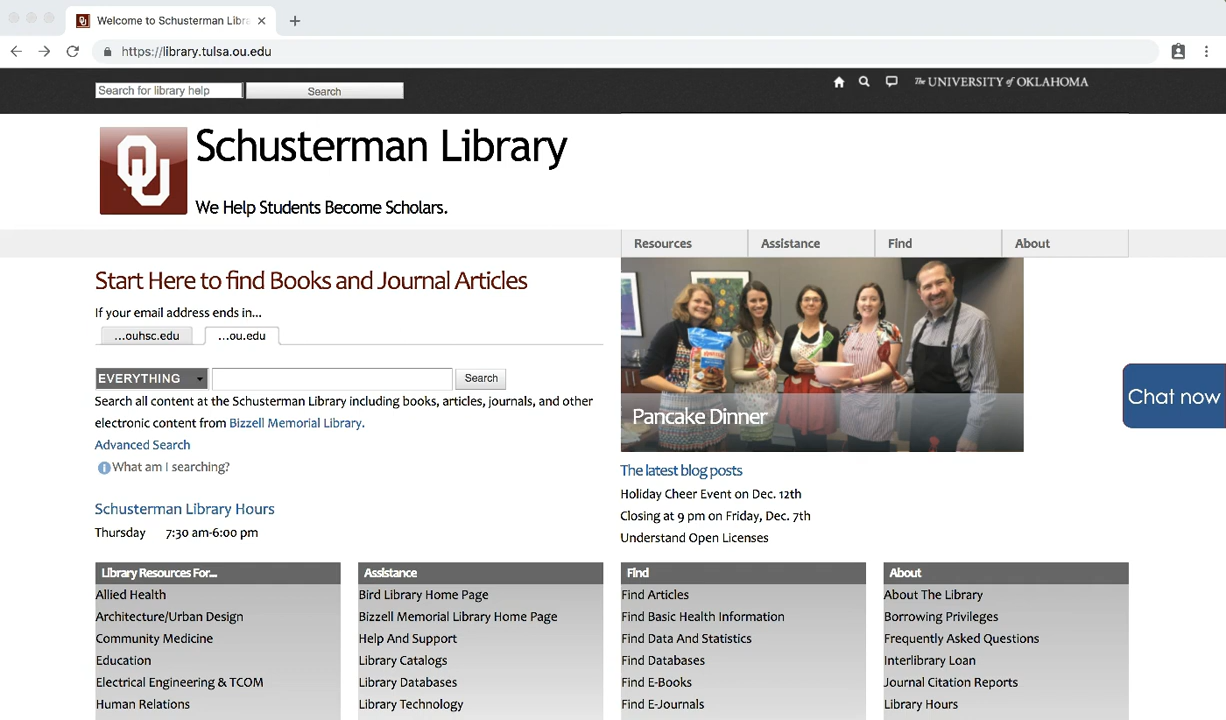 Welcome to Schusterman Libra
https://library.tulsa.ou.edu
Search for library help
Search
The UNIVERSITY of OKLAHOMA
OU
Schusterman Library
We Help Students Become Scholars.
Resources
Assistance
Find
About
Start Here to find Books and Journal Articles
If your email address ends in...
...ouhsc.edu
...ou.edu
EVERYTHING
Search
Search all content at the Schusterman Library including books, articles, journals, and other
electronic content from Bizzell Memorial Library.
Advanced Search
What am I searching?
Schusterman Library Hours
Thursday 7:30 am-6:00 pm
Pancake Dinner
Chat now
The latest blog posts
Holiday Cheer Event on Dec. 12th
Closing at 9 pm on Friday, Dec. 7th
Understand Open Licenses
Library Resources For...
Allied Health
Architecture/Urban Design
Community Medicine
Education
Electrical Engineering & TCOM
Human Relations
Assistance
Bird Library Home Page
Bizzell Memorial Library Home Page
Help And Support
Library Catalogs
Library Databases
Library Technology
Find
Find Articles
Find Basic Health Information
Find Data And Statistics
Find Databases
Find E-Books
Find E-Journals
About
About The Library
Borrowing Privileges
Frequently Asked Questions
Interlibrary Loan
Journal Citation Reports
Library Hours